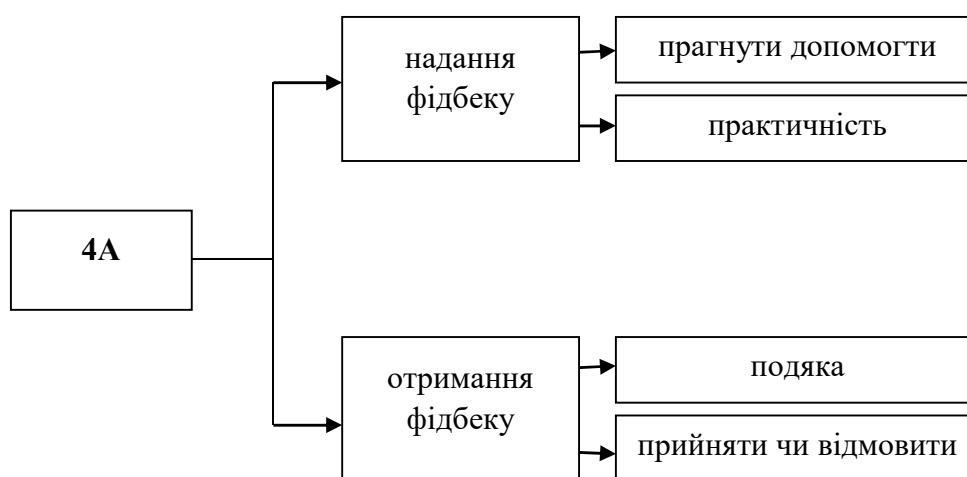 надання
фідбеку
прагнути допомогти
практичність
4А
отримання
фідбеку
подяка
прийняти чи відмовити